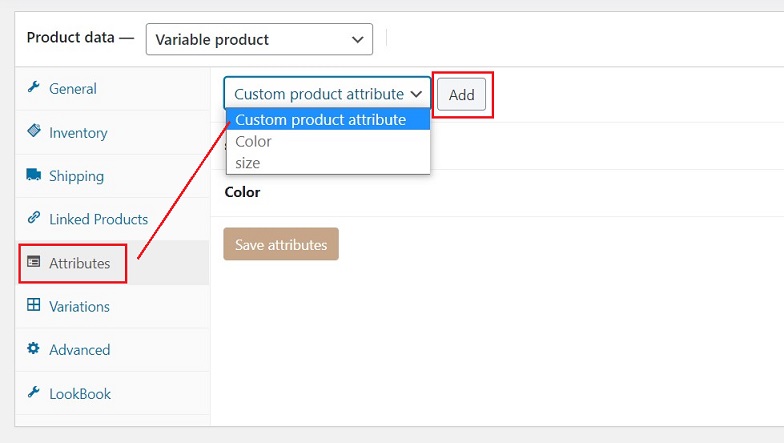 Product data —
Variable product
General
Inventory
Shipping
Linked Products
Attributes
Variations
Advanced
LookBook
Custom product attribute
Add
Custom product attribute
Color
size
Color
Save attributes